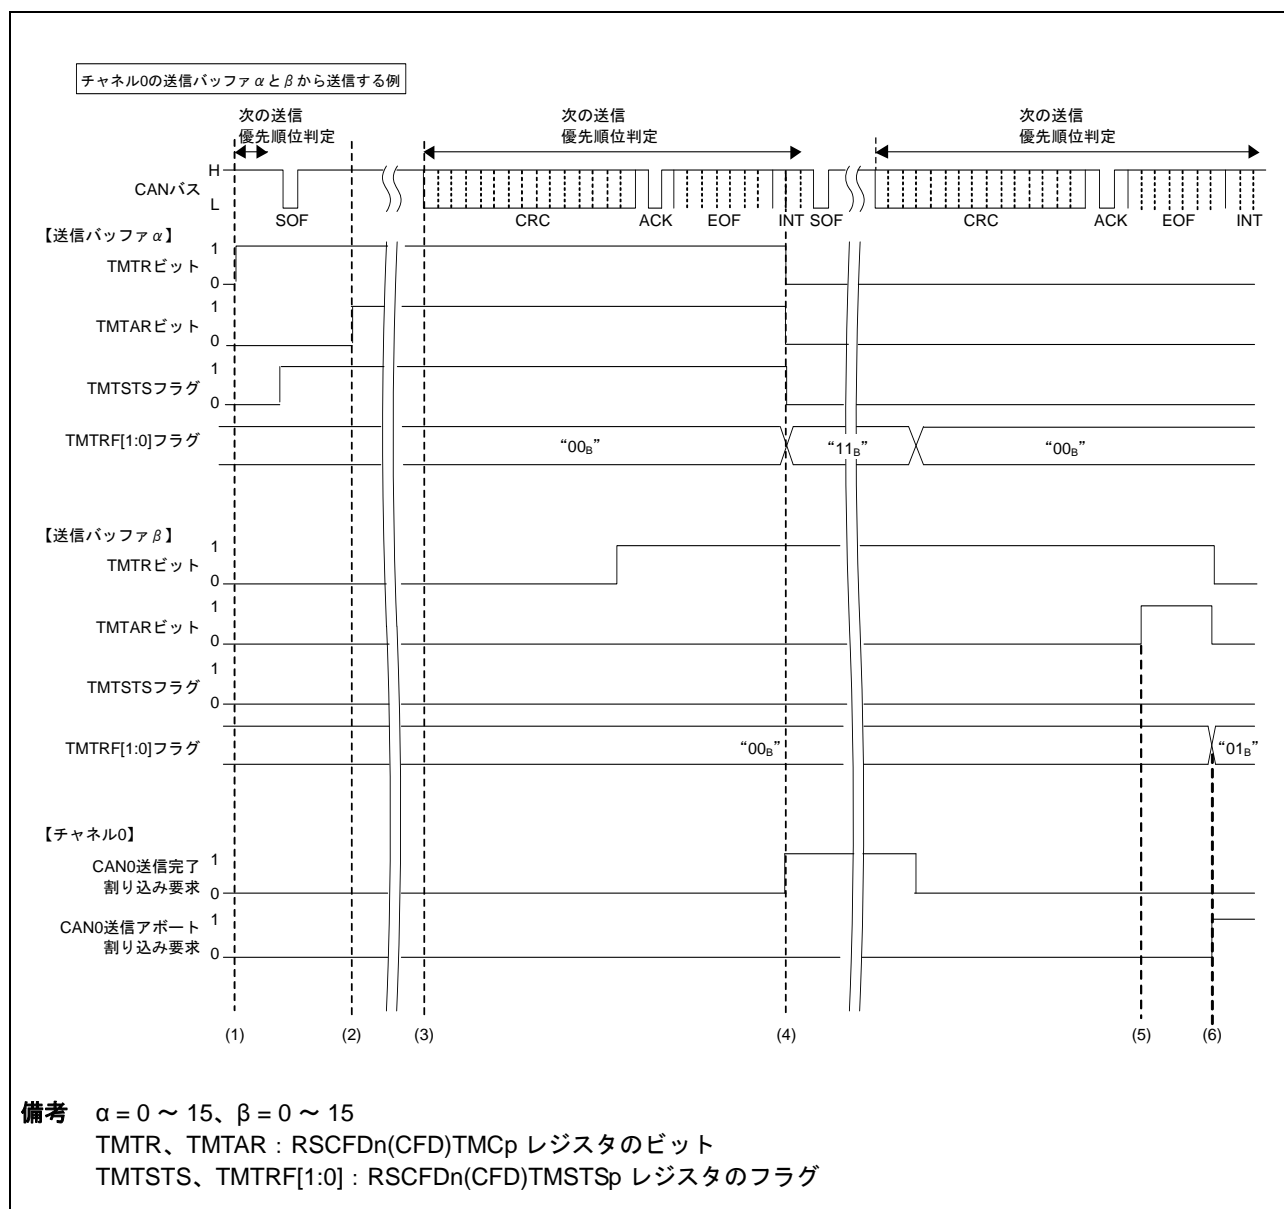 チャネル0の送信バッファαとβから送信する例
次の送信
優先順位判定
次の送信
優先順位判定
次の送信
優先順位判定
H
CANバス
L
SOF
CRC
ACK
EOF
INT
SOF
CRC
ACK
EOF
INT
【送信バッファα】
1
TMTRビット
0
1
TMTARビット
0
1
TMTSTSフラグ
0
TMTRF[1:0]フラグ
“00B”
“11B”
“00B”
【送信バッファβ】
1
TMTRビット
0
1
TMTARビット
0
1
TMTSTSフラグ
0
TMTRF[1:0]フラグ
“00B”
“01B”
【チャネル0】
CAN0送信完了 1
割り込み要求 0
CAN0送信アボート 1
割り込み要求 0
(1)
(2)
(3)
(4)
(5)
(6)
備考 α = 0 ～ 15、β = 0 ～ 15
TMTR、TMTAR : RSCFDn(CFD)TMCp レジスタのビット
TMTSTS、TMTRF[1:0] : RSCFDn(CFD)TMSTSp レジスタのフラグ